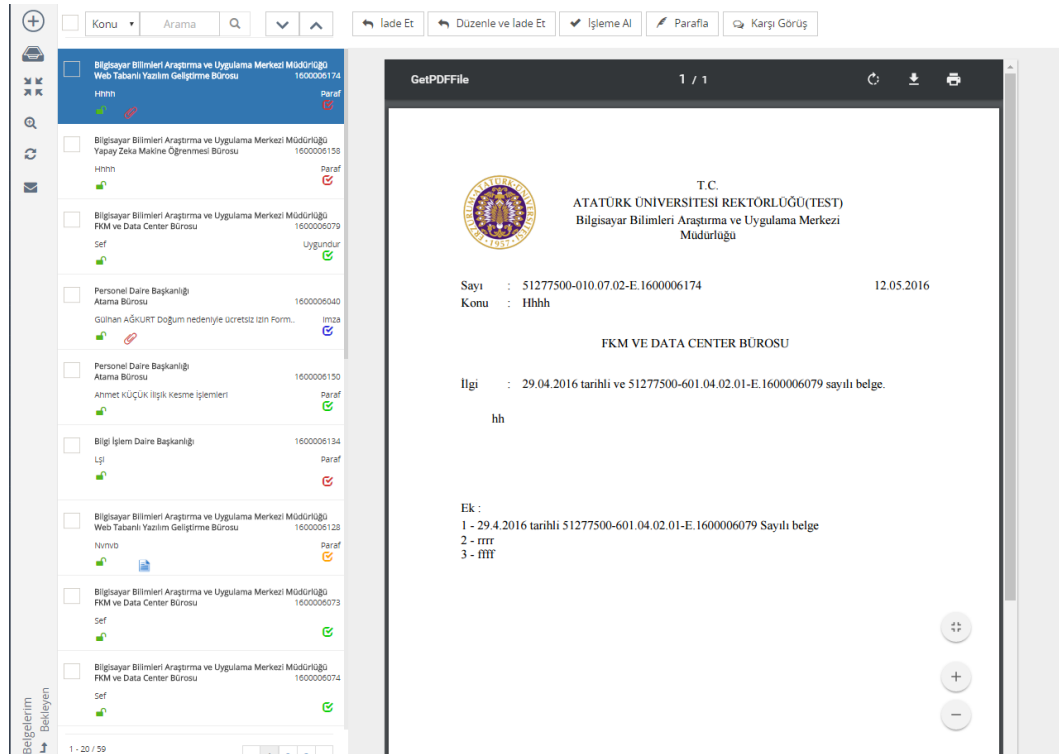 Konu
Arama
İade Et
Düzenle ve İade Et
İşleme Al
Parafla
Karşı Görüş
Bilgisayar Bilimleri Araştırma ve Uygulama Merkezi Müdürlüğü
Web Tabanlı Yazılım Geliştirme Bürosu 1600006174
Hhhh Paraf
Bilgisayar Bilimleri Araştırma ve Uygulama Merkezi Müdürlüğü
Yapay Zeka Makine Öğrenmesi Bürosu 1600006158
Hhhh Paraf
Bilgisayar Bilimleri Araştırma ve Uygulama Merkezi Müdürlüğü
FKM ve Data Center Bürosu 1600006079
Sef Uygundur
Personel Daire Başkanlığı
Atama Bürosu 1600006040
Gülhan AĞKURT Doğum nedeniyle ücretsiz izin Form.. İmza
Personel Daire Başkanlığı
Atama Bürosu 1600006150
Ahmet KÜÇÜK İlişik Kesme İşlemleri Paraf
Bilgi İşlem Daire Başkanlığı 1600006134
Lşi Paraf
Bilgisayar Bilimleri Araştırma ve Uygulama Merkezi Müdürlüğü
Web Tabanlı Yazılım Geliştirme Bürosu 1600006128
Nvnvb Paraf
Bilgisayar Bilimleri Araştırma ve Uygulama Merkezi Müdürlüğü
FKM ve Data Center Bürosu 1600006073
Sef
Bilgisayar Bilimleri Araştırma ve Uygulama Merkezi Müdürlüğü
FKM ve Data Center Bürosu 1600006074
Sef
1 - 20 / 59
Belgelerim
Bekleyen
GetPDFFile 1 / 1
ATATÜRK ÜNİVERSİTESİ
ERZURUM
1957
T.C.
ATATÜRK ÜNİVERSİTESİ REKTÖRLÜĞÜ(TEST)
Bilgisayar Bilimleri Araştırma ve Uygulama Merkezi
Müdürlüğü
Sayı : 51277500-010.07.02-E.1600006174 12.05.2016
Konu : Hhhh
FKM VE DATA CENTER BÜROSU
İlgi : 29.04.2016 tarihli ve 51277500-601.04.02.01-E.1600006079 sayılı belge.
hh
Ek :
1 - 29.4.2016 tarihli 51277500-601.04.02.01-E.1600006079 Sayılı belge
2 - rrrr
3 - ffff